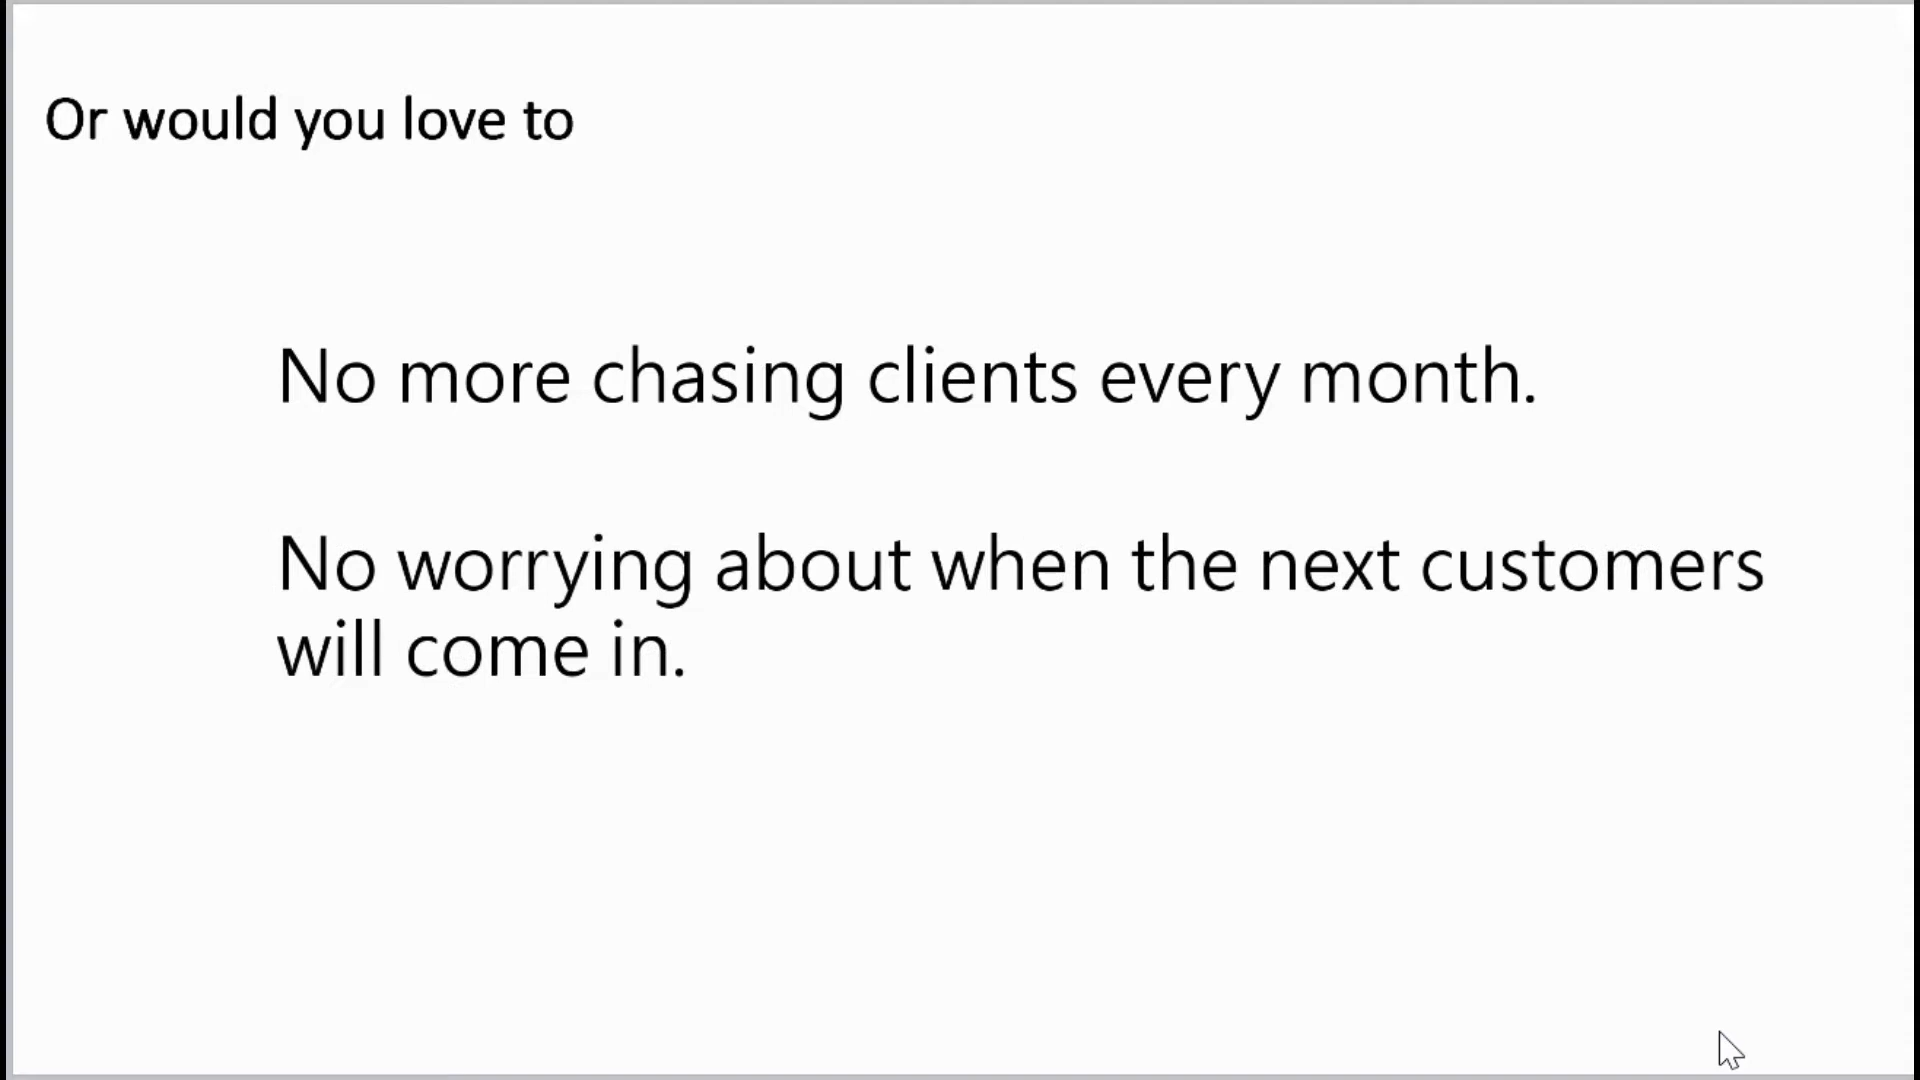 Or would you love to
No more chasing clients every month.
No worrying about when the next customers
will come in.